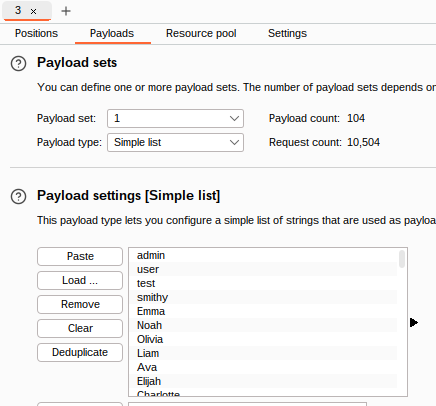 3 × +
Positions Payloads Resource pool Settings
? Payload sets
You can define one or more payload sets. The number of payload sets depends on
Payload set: 1 Payload count: 104
Payload type: Simple list Request count: 10,504
? Payload settings [Simple list]
This payload type lets you configure a simple list of strings that are used as payloa
Paste
Load ...
Remove
Clear
Deduplicate
admin
user
test
smithy
Emma
Noah
Olivia
Liam
Ava
Elijah
Charlotte